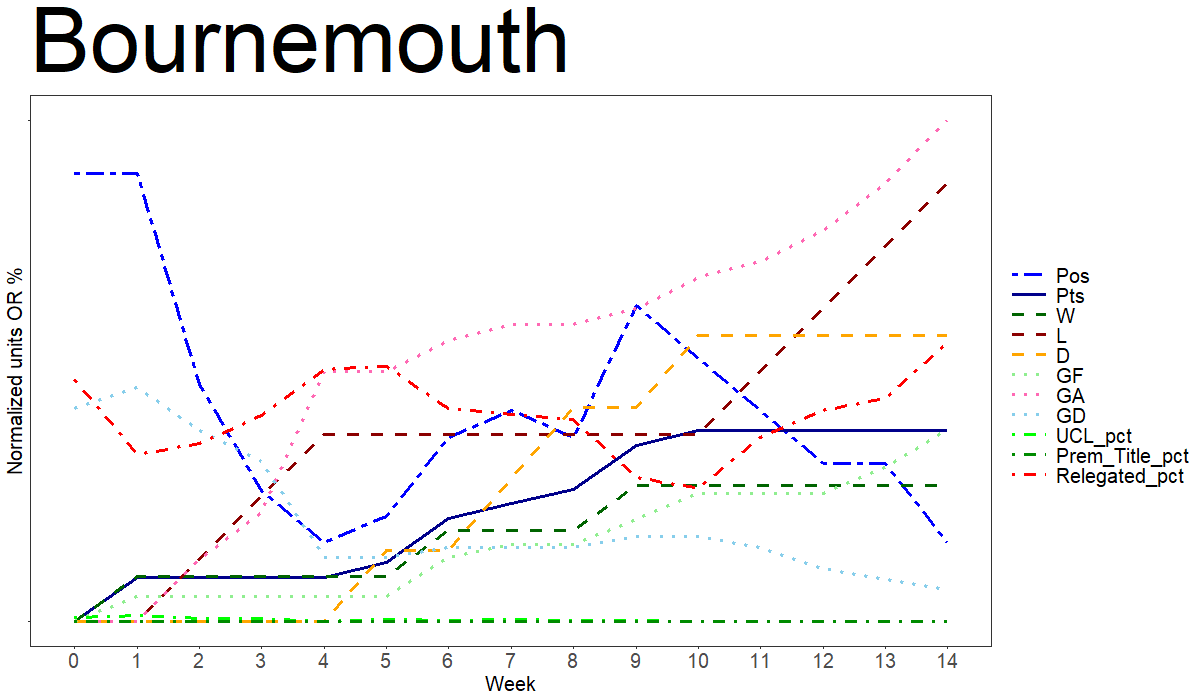 Bournemouth
Normalized units OR %
0 1 2 3 4 5 6 7 8 9 10 11 12 13 14
Week
Pos
Pts
W
L
D
GF
GA
GD
UCL_pct
Prem_Title_pct
Relegated_pct